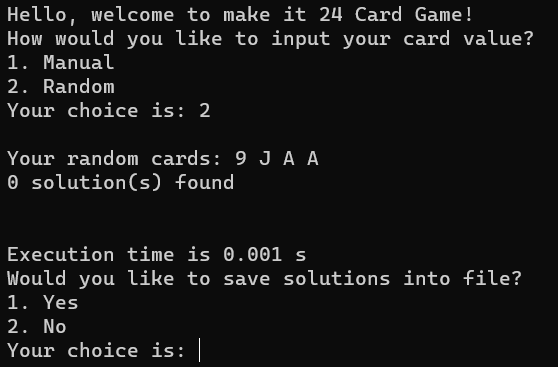 Hello, welcome to make it 24 Card Game!
How would you like to input your card value?
1. Manual
2. Random
Your choice is: 2
Your random cards: 9 J A A
0 solution(s) found
Execution time is 0.001 s
Would you like to save solutions into file?
1. Yes
2. No
Your choice is: